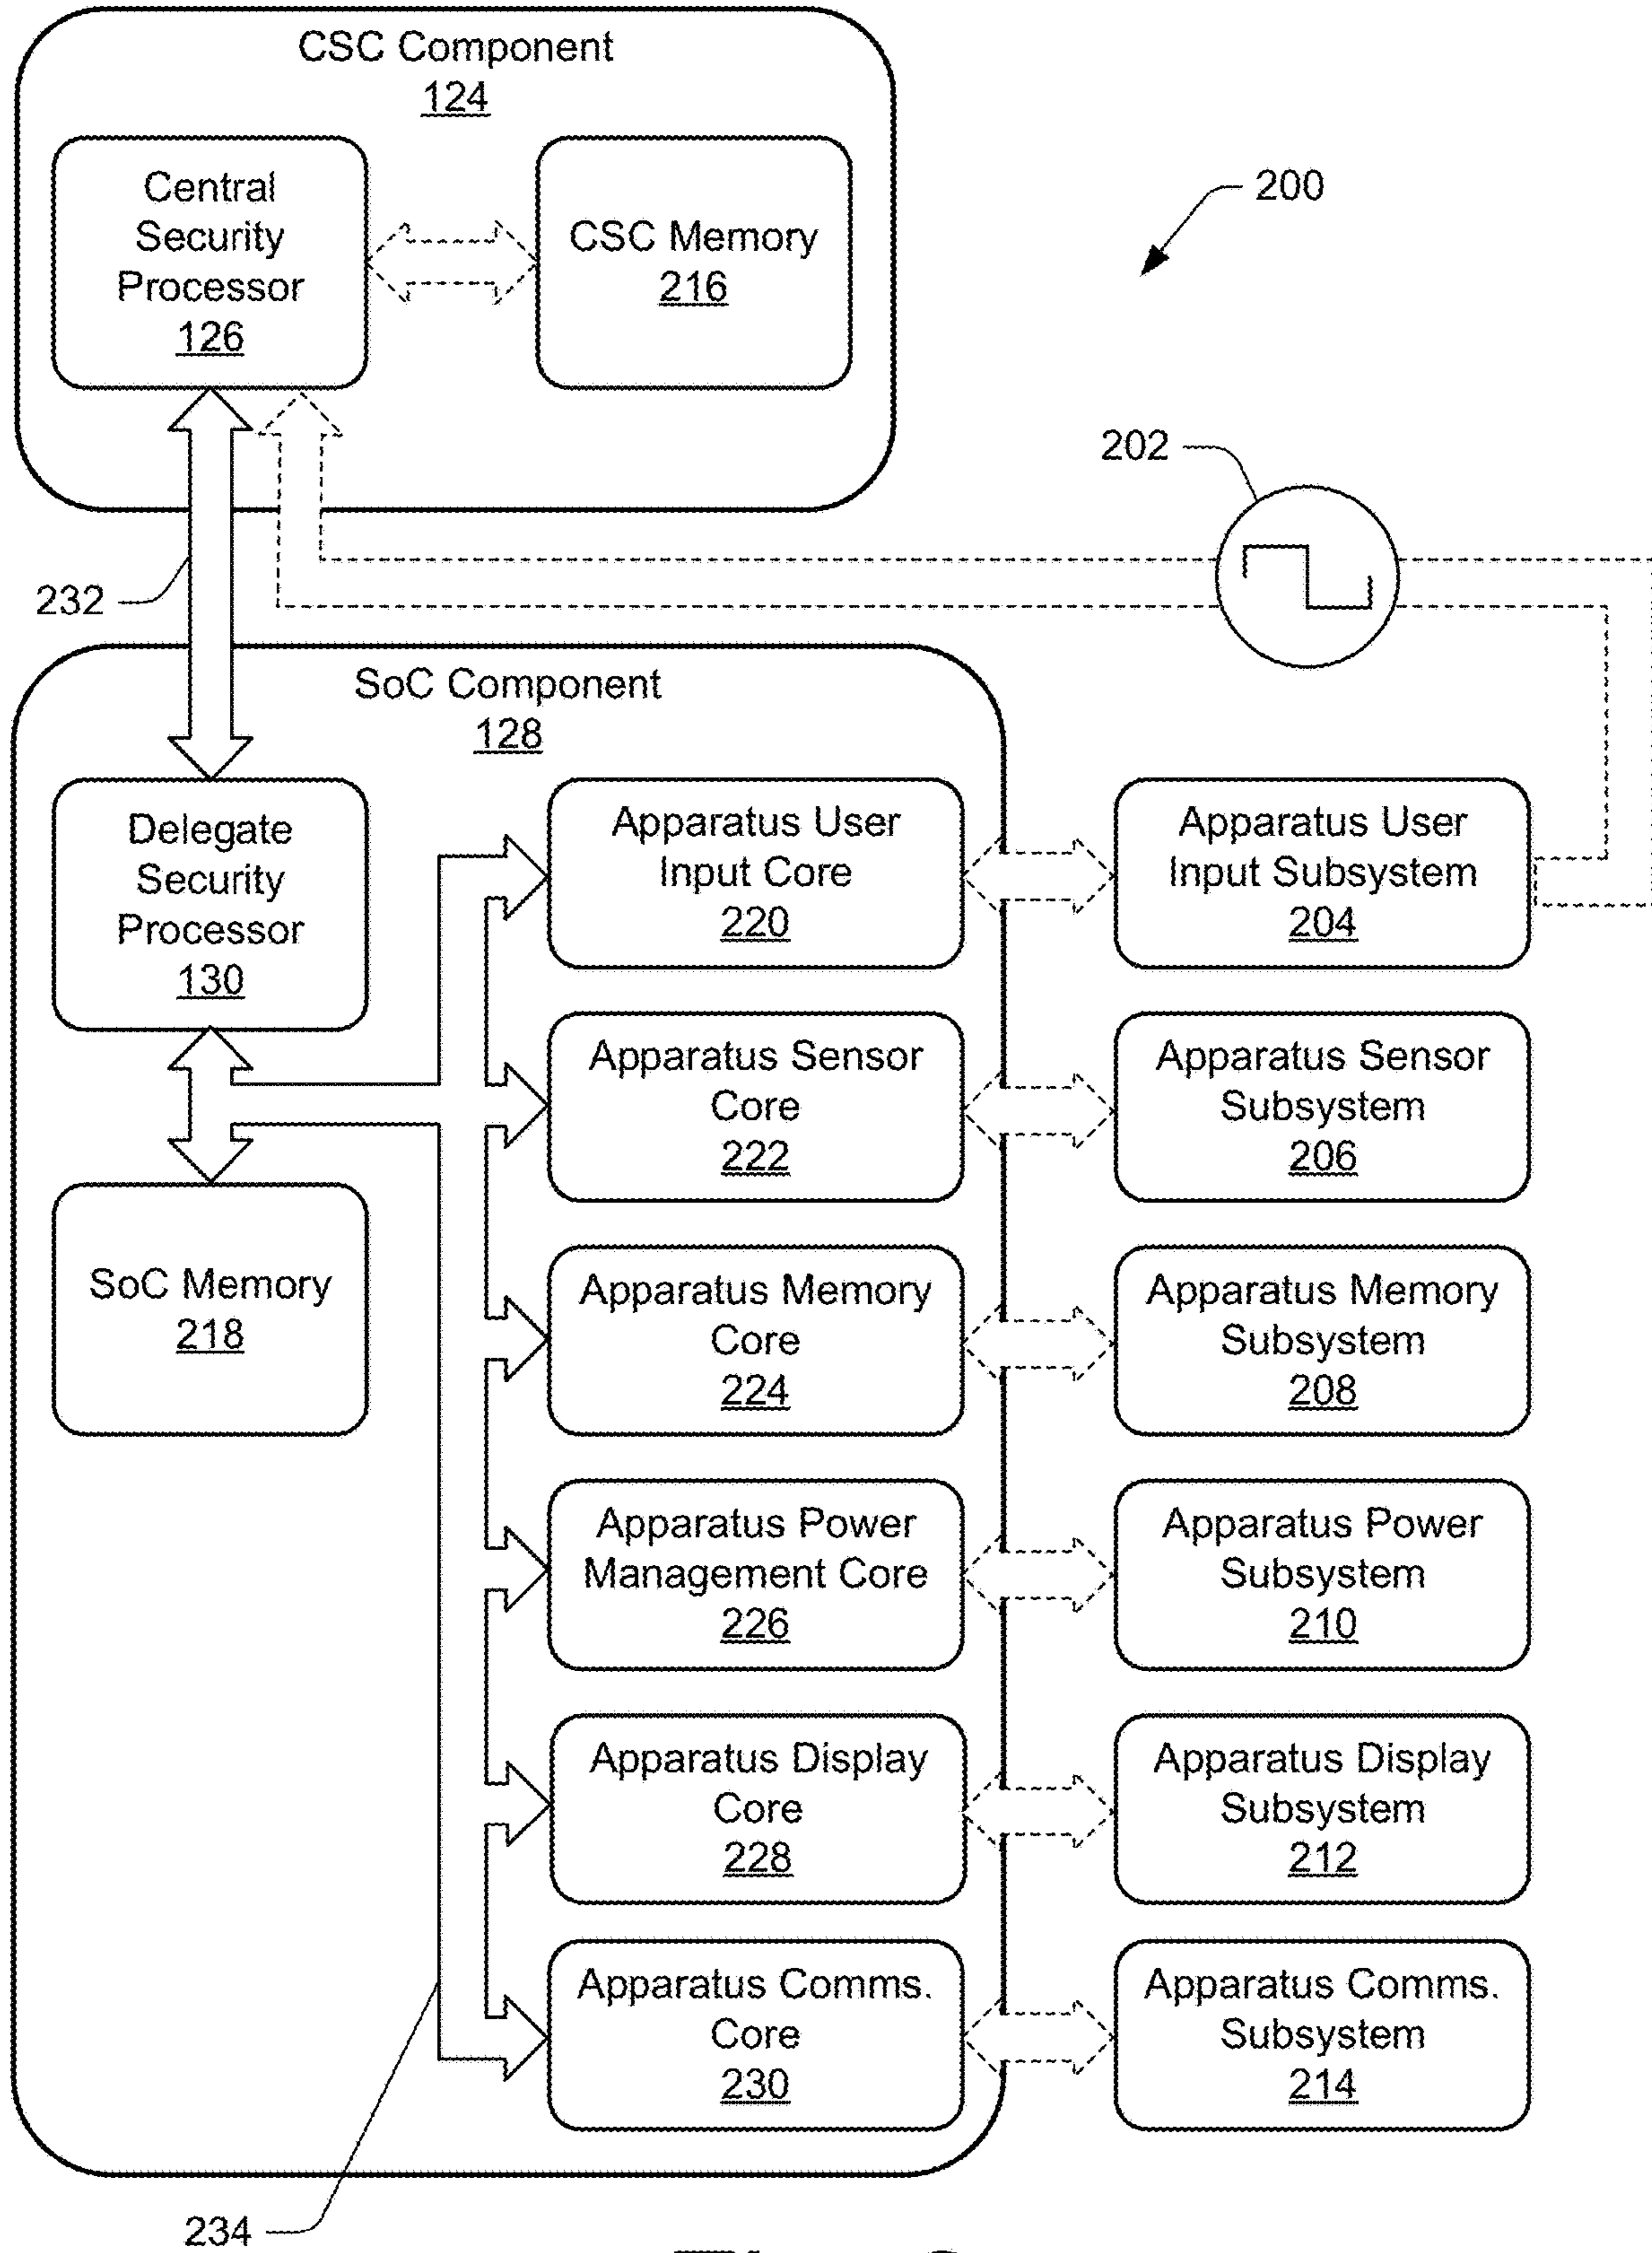 CSC Component
124
Central
Security
Processor
126
CSC Memory
216
200
202
232
SoC Component
128
Delegate
Security
Processor
130
Apparatus User
Input Core
220
Apparatus User
Input Subsystem
204
Apparatus Sensor
Core
222
Apparatus Sensor
Subsystem
206
SoC Memory
218
Apparatus Memory
Core
224
Apparatus Memory
Subsystem
208
Apparatus Power
Management Core
226
Apparatus Power
Subsystem
210
Apparatus Display
Core
228
Apparatus Display
Subsystem
212
Apparatus Comms.
Core
230
Apparatus Comms.
Subsystem
214
234